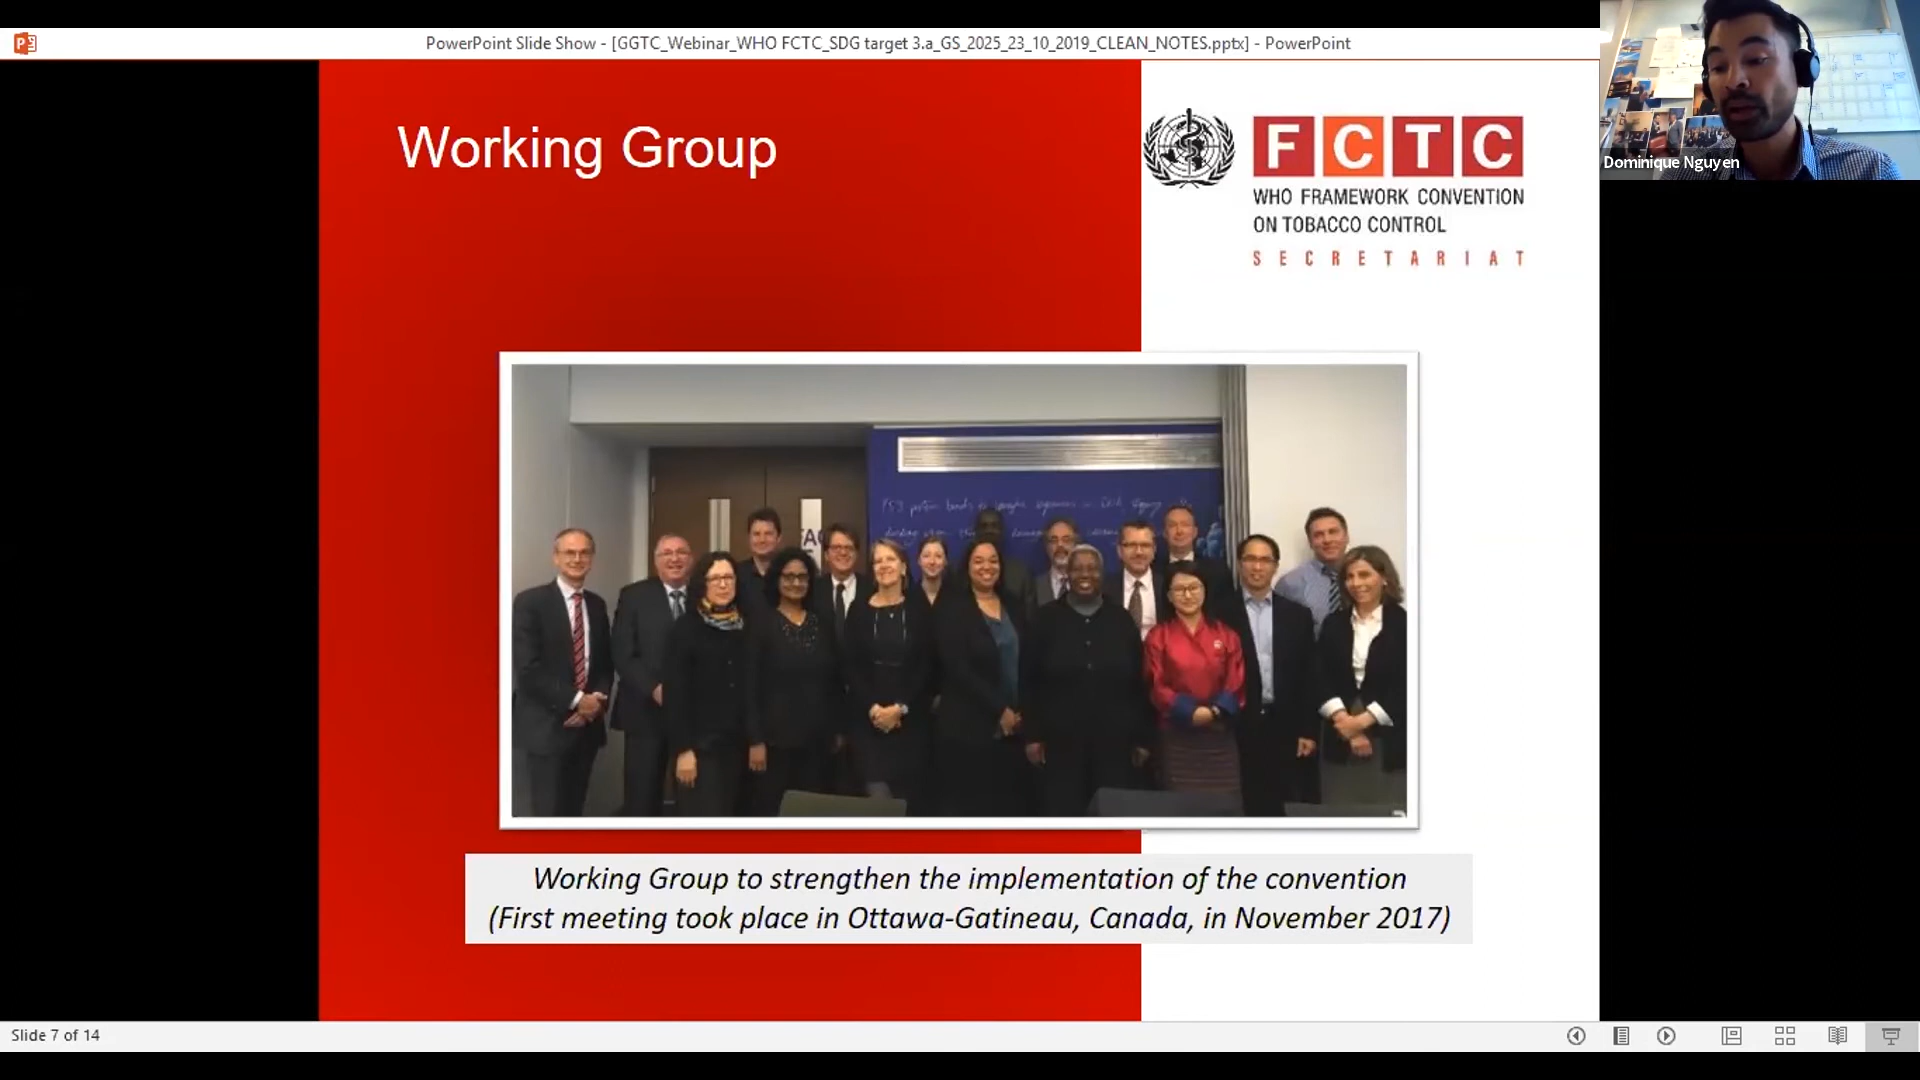 PowerPoint Slide Show - [GGTC_Webinar_WHO FCTC_SDG target 3.a_GS_2025_23_10_2019_CLEAN_NOTES.pptx] - PowerPoint
Dominique Nguyen
Working Group
FCTC
WHO FRAMEWORK CONVENTION
ON TOBACCO CONTROL
SECRETARIAT
Working Group to strengthen the implementation of the convention
(First meeting took place in Ottawa-Gatineau, Canada, in November 2017)
Slide 7 of 14